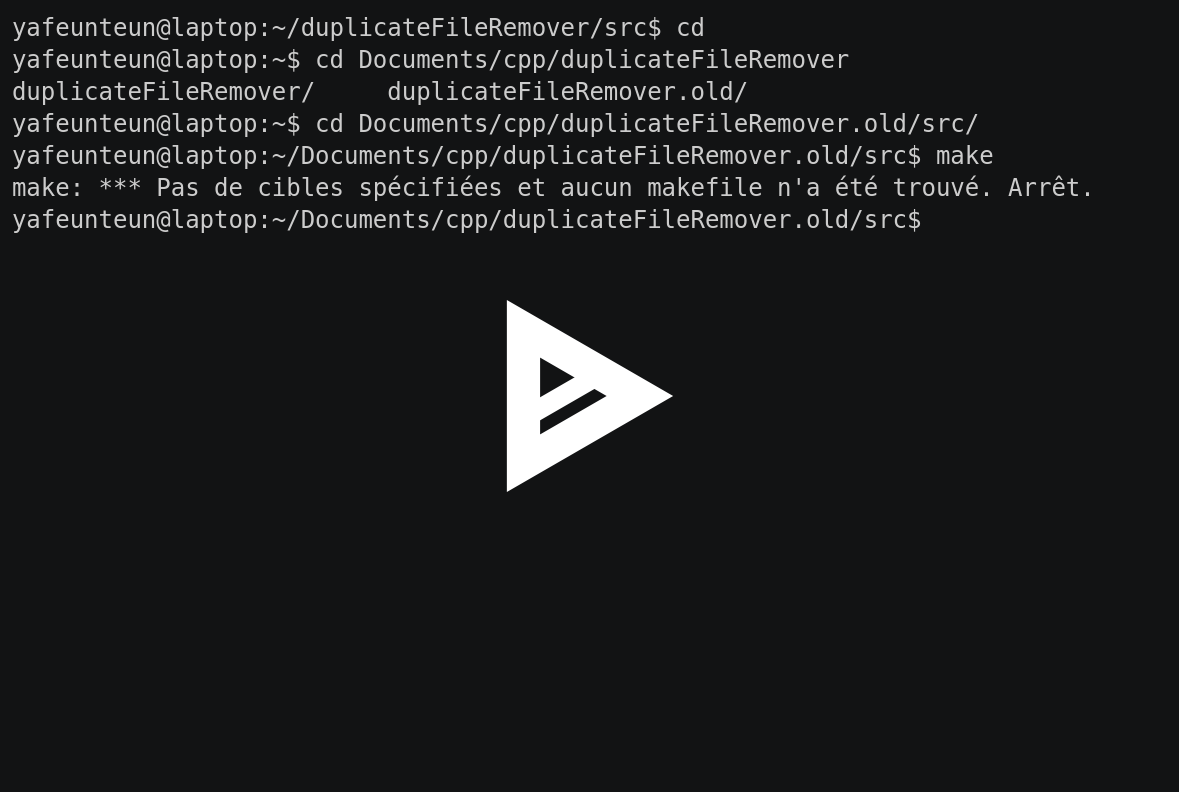 yafeunteun@laptop:~/duplicateFileRemover/src$ cd
yafeunteun@laptop:~$ cd Documents/cpp/duplicateFileRemover
duplicateFileRemover/     duplicateFileRemover.old/
yafeunteun@laptop:~$ cd Documents/cpp/duplicateFileRemover.old/src/
yafeunteun@laptop:~/Documents/cpp/duplicateFileRemover.old/src$ make
make: *** Pas de cibles spécifiées et aucun makefile n'a été trouvé. Arrêt.
yafeunteun@laptop:~/Documents/cpp/duplicateFileRemover.old/src$